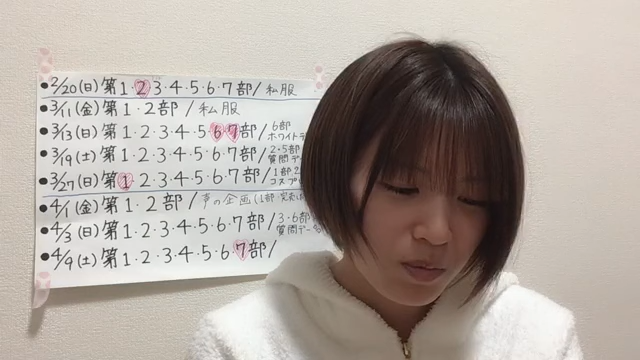 •2/20(日)第1・2・3・4・5・6・7部/私服
•3/11(金)第1・2部/私服
•3/13(日)第1・2・3・4・5・6・7部/6部
ホワイトデ
•3/19(土)第1・2・3・4・5・6・7部/2・5部
質問デー
•3/27(日)第1・2・3・4・5・6・7部/1部
コスプ
•4/1(金)第1・2部/
•4/3(日)第1・2・3・4・5・6・7部/3・6部
質問デー
•4/9(土)第1・2・3・4・5・6・7部/